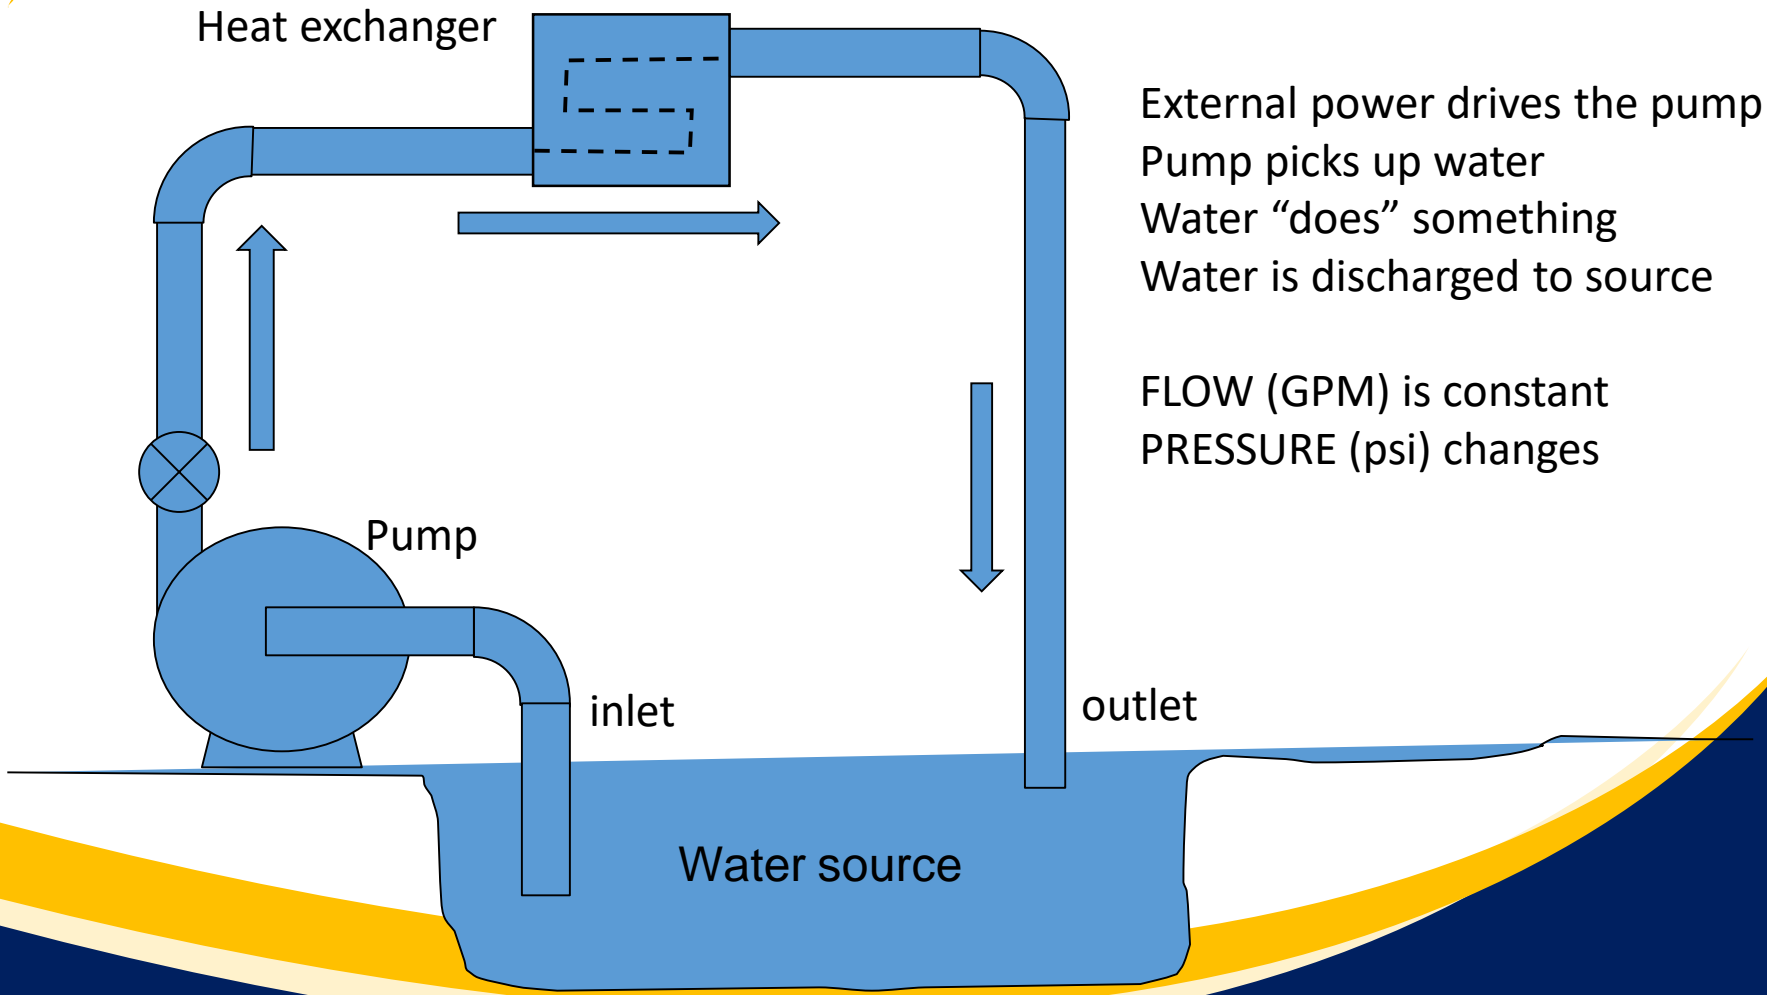 Heat exchanger
External power drives the pump
Pump picks up water
Water “does” something
Water is discharged to source
FLOW (GPM) is constant
PRESSURE (psi) changes
Pump
inlet
outlet
Water source